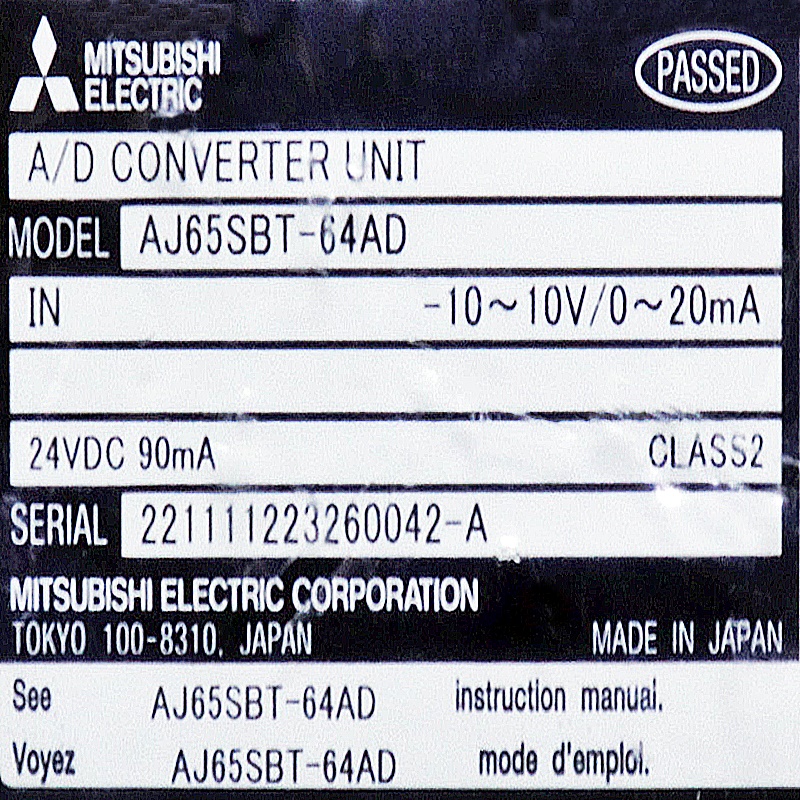 MITSUBISHI
ELECTRIC
PASSED
A/D CONVERTER UNIT
MODEL AJ65SBT-64AD
IN -10~10V/0~20mA
24VDC 90mA CLASS2
SERIAL 221111223260042-A
MITSUBISHI ELECTRIC CORPORATION
TOKYO 100-8310, JAPAN MADE IN JAPAN
See AJ65SBT-64AD instruction manual.
Voyez AJ65SBT-64AD mode d'emploi.